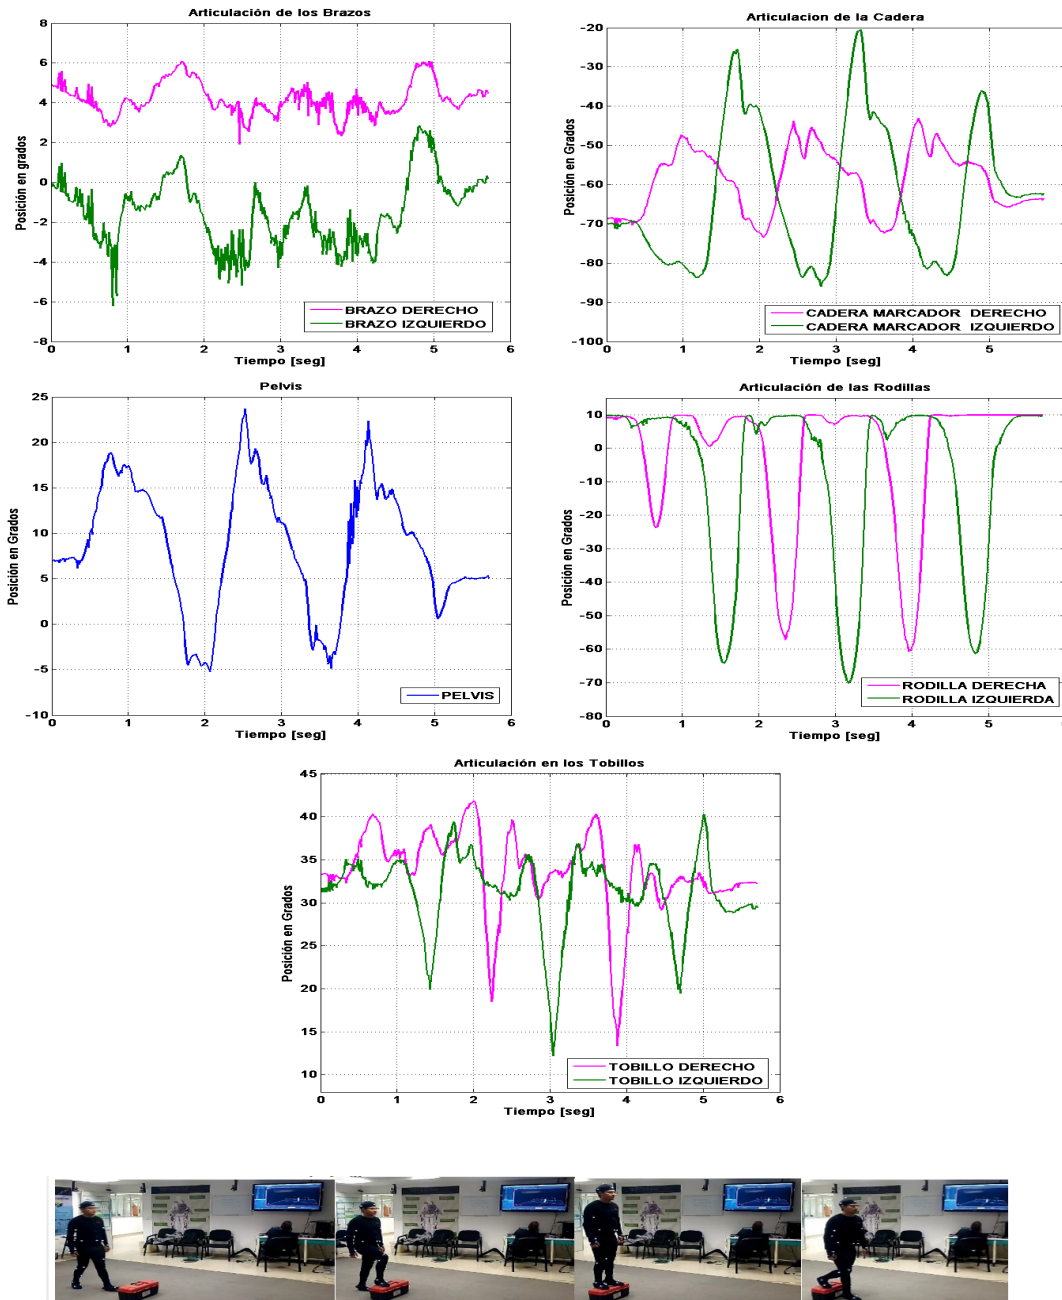 Articulación de los Brazos
Posición en grados
8
6
4
2
0
−2
−4
−6
−8
BRAZO DERECHO
BRAZO IZQUIERDO
0 1 2 3 4 5 6
Tiempo [seg]
Articulacion de la Cadera
Posición en Grados
−20
−30
−40
−50
−60
−70
−80
−90
−100
CADERA MARCADOR DERECHO
CADERA MARCADOR IZQUIERDO
0 1 2 3 4 5
Tiempo [seg]
Pelvis
Posición en Grados
25
20
15
10
5
0
−5
−10
PELVIS
0 1 2 3 4 5 6
Tiempo [seg]
Articulación de las Rodillas
Posición en Grados
10
0
−10
−20
−30
−40
−50
−60
−70
−80
RODILLA DERECHA
RODILLA IZQUIERDA
0 1 2 3 4 5
Tiempo [seg]
Articulación en los Tobillos
Posición en Grados
45
40
35
30
25
20
15
10
TOBILLO DERECHO
TOBILLO IZQUIERDO
0 1 2 3 4 5 6
Tiempo [seg]